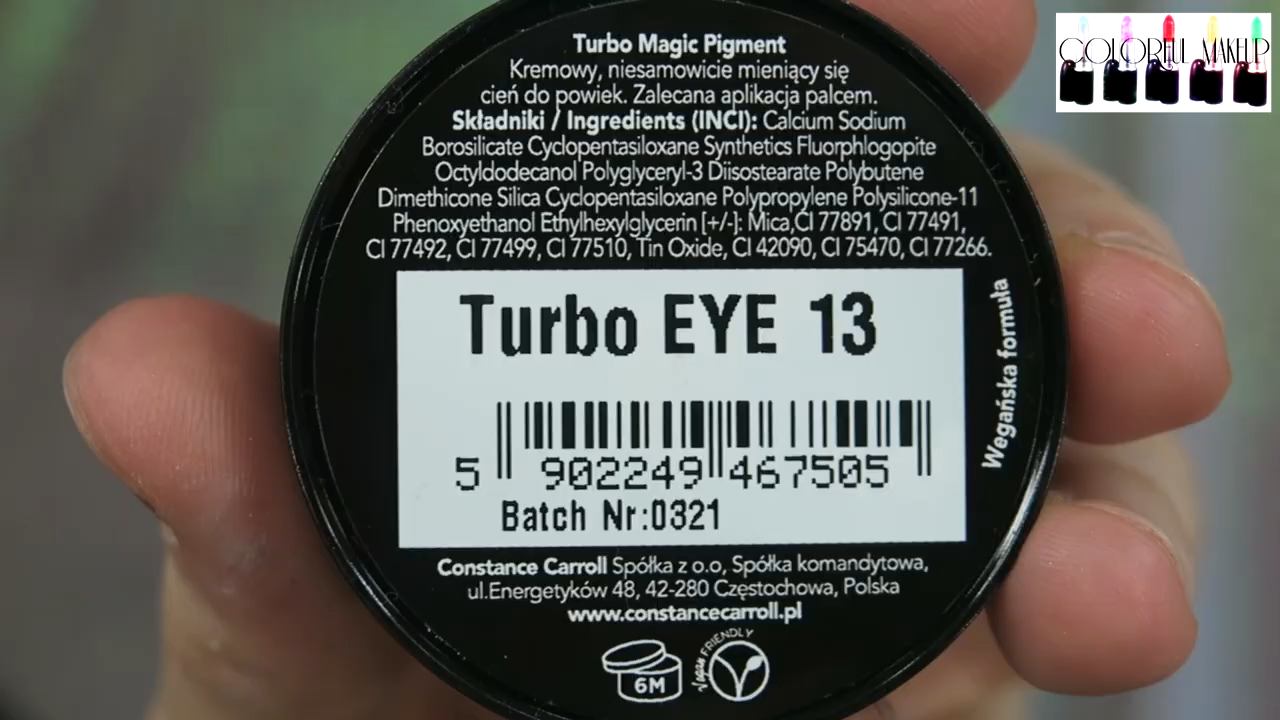 COLORFUL MAKEUP
Turbo Magic Pigment
Kremowy, niesamowicie mieniący się
cień do powiek. Zalecana aplikacja palcem.
Składniki / Ingredients (INCI): Calcium Sodium
Borosilicate Cyclopentasiloxane Synthetics Fluorphlogopite
Octyldodecanol Polyglyceryl-3 Diisostearate Polybutene
Dimethicone Silica Cyclopentasiloxane Polypropylene Polysilicone-11
Phenoxyethanol Ethylhexylglycerin [+/-]: Mica,CI 77891, CI 77491,
CI 77492, CI 77499, CI 77510, Tin Oxide, CI 42090, CI 75470, CI 77266.
Turbo EYE 13
5 902249 467505
Batch Nr:0321
Wegańska formuła
Constance Carroll Spółka z o.o, Spółka komandytowa,
ul.Energetyków 48, 42-280 Częstochowa, Polska
www.constancecarroll.pl
6M
Vegan FRIENDLY